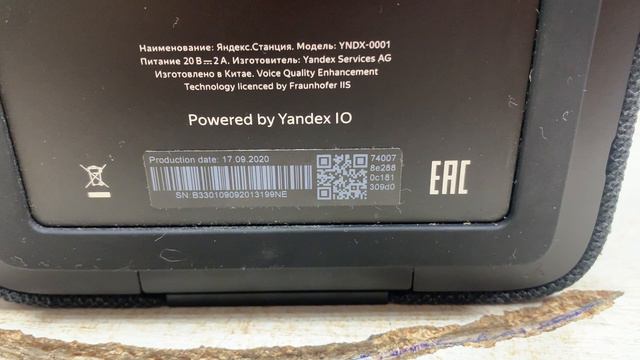 Наименование: Яндекс.Станция. Модель: YNDX-0001
Питание 20 В⎓2 А. Изготовитель: Yandex Services AG
Изготовлено в Китае. Voice Quality Enhancement
Technology licenced by Fraunhofer IIS
Powered by Yandex IO
Production date: 17.09.2020
74007
8e288
0c181
309d0
SN: B330109092013199NE
EAC